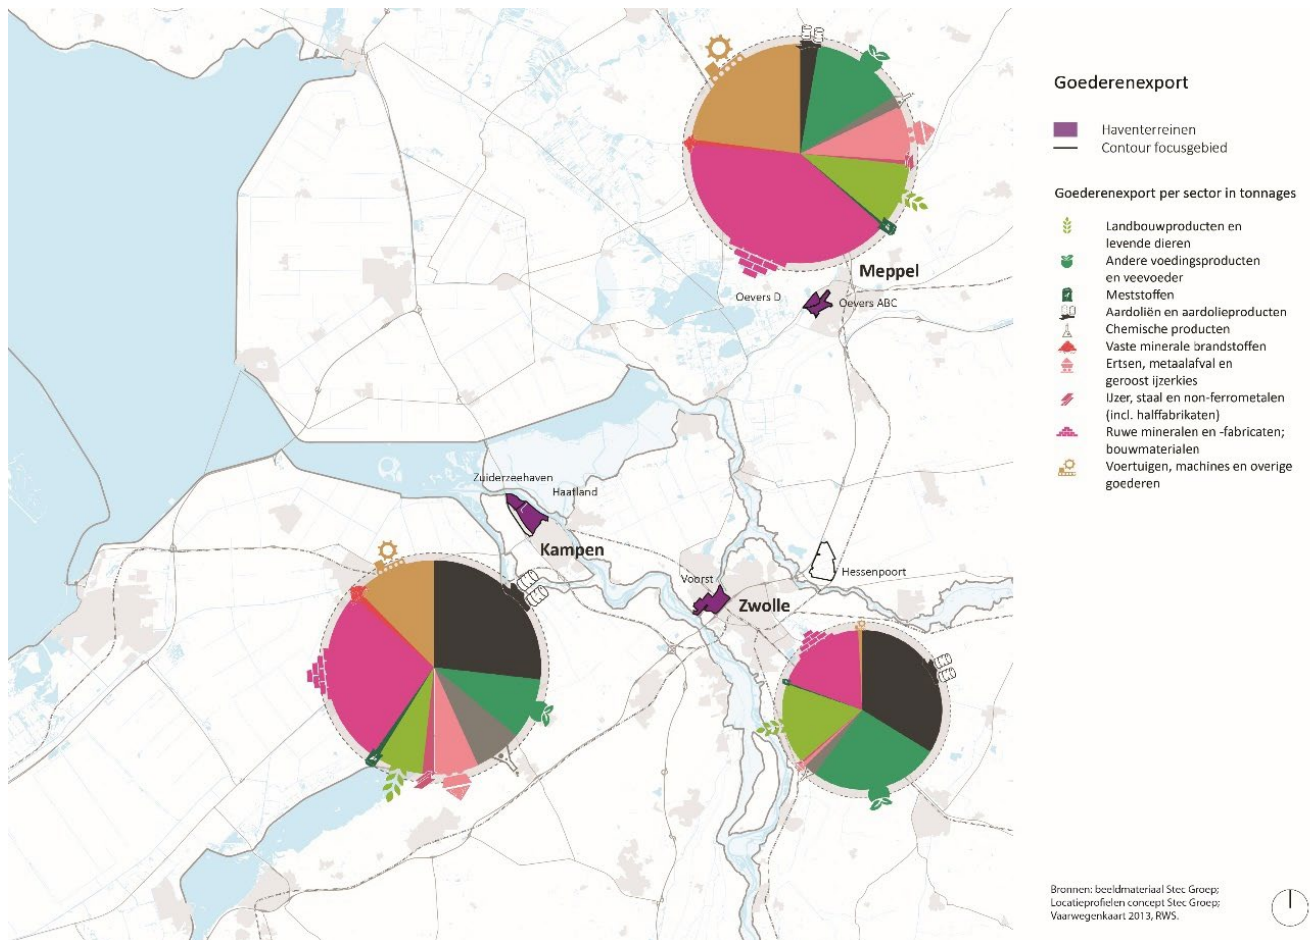 Goederenexport
Haventerreinen
Contour focusgebied
Goederenexport per sector in tonnages
Landbouwproducten en
levende dieren
Andere voedingsproducten
en veevoeder
Meststoffen
Aardoliën en aardolieproducten
Chemische producten
Vaste minerale brandstoffen
Ertsen, metaalafval en
geroost ijzerkies
IJzer, staal en non-ferrometalen
(incl. halffabrikaten)
Ruwe mineralen en -fabricaten;
bouwmaterialen
Voertuigen, machines en overige
goederen
Meppel
Oevers D
Oevers ABC
Zuiderzeehaven
Haatland
Kampen
Hessenpoort
Voorst
Zwolle
Bronnen: beeldmateriaal Stec Groep;
Locatieprofielen concept Stec Groep;
Vaarwegenkaart 2013, RWS.